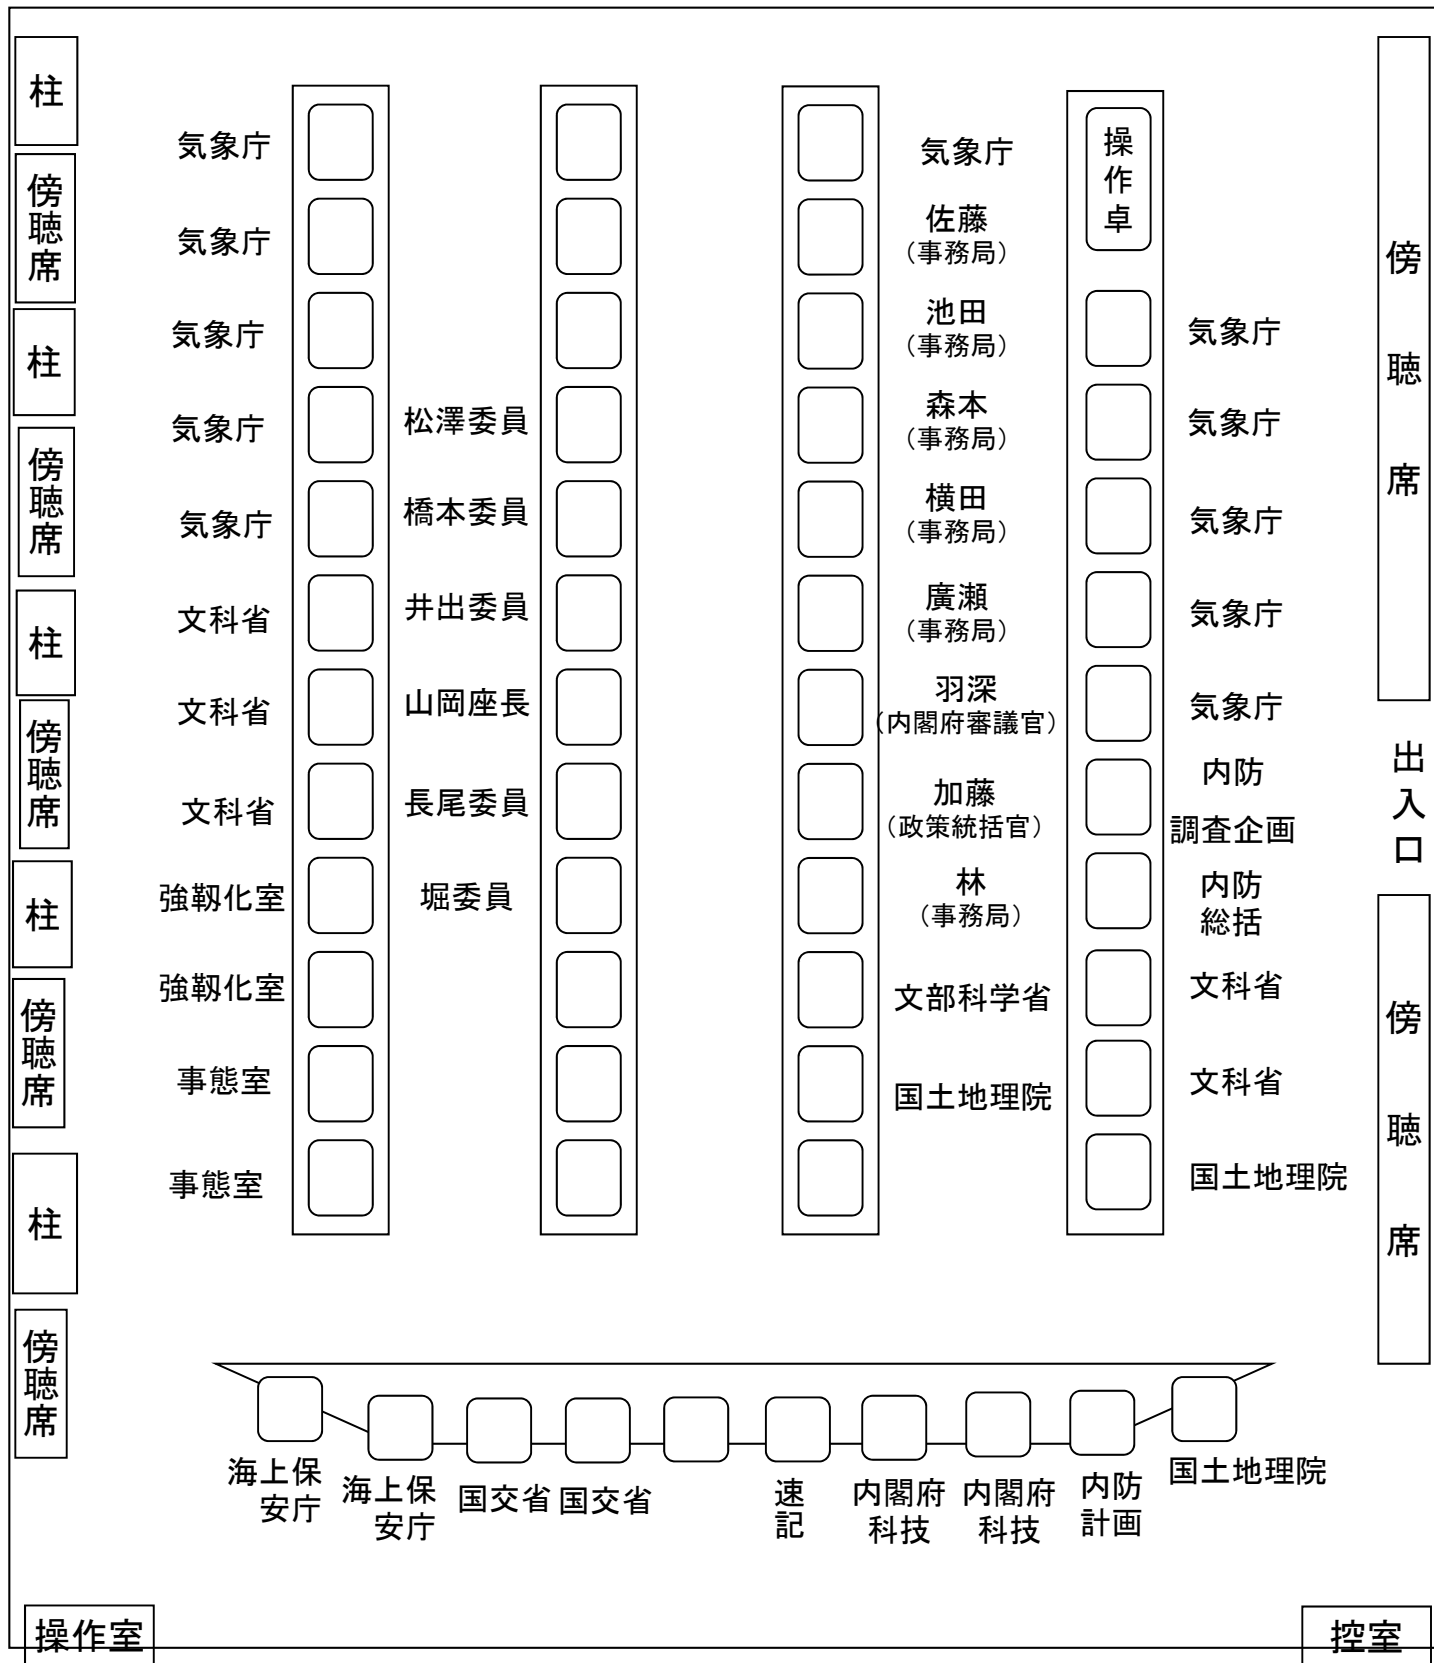 柱
傍聴席
柱
傍聴席
柱
傍聴席
柱
傍聴席
柱
傍聴席
気象庁
気象庁
気象庁
気象庁
気象庁
文科省
文科省
文科省
強靱化室
強靱化室
事態室
事態室
松澤委員
橋本委員
井出委員
山岡座長
長尾委員
堀委員
気象庁
佐藤
（事務局）
池田
（事務局）
森本
（事務局）
横田
（事務局）
廣瀬
（事務局）
羽深
（内閣府審議官）
加藤
（政策統括官）
林
（事務局）
文部科学省
国土地理院
操作卓
気象庁
気象庁
気象庁
気象庁
気象庁
内防
調査企画
内防
総括
文科省
文科省
国土地理院
傍聴席
出入口
傍聴席
海上保
安庁
海上保
安庁
国交省
国交省
速記
内閣府
科技
内閣府
科技
内防
計画
国土地理院
操作室
控室